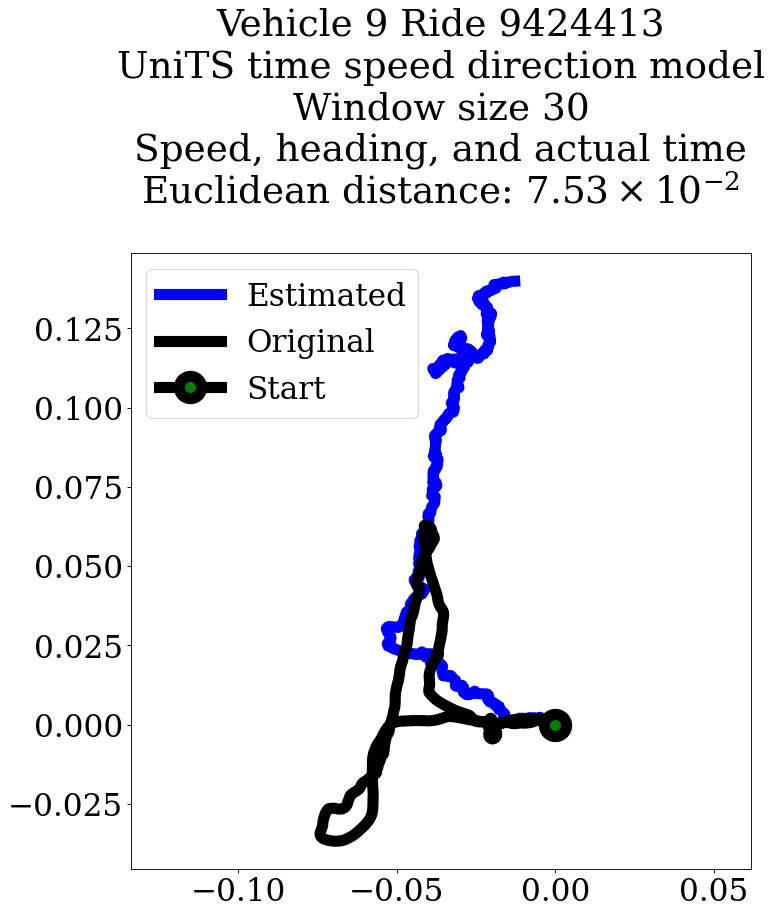 Vehicle 9 Ride 9424413
UniTS time speed direction model
Window size 30
Speed, heading, and actual time
Euclidean distance: 7.53 × 10⁻²
Estimated
Original
Start
0.125
0.100
0.075
0.050
0.025
0.000
−0.025
−0.10 −0.05 0.00 0.05